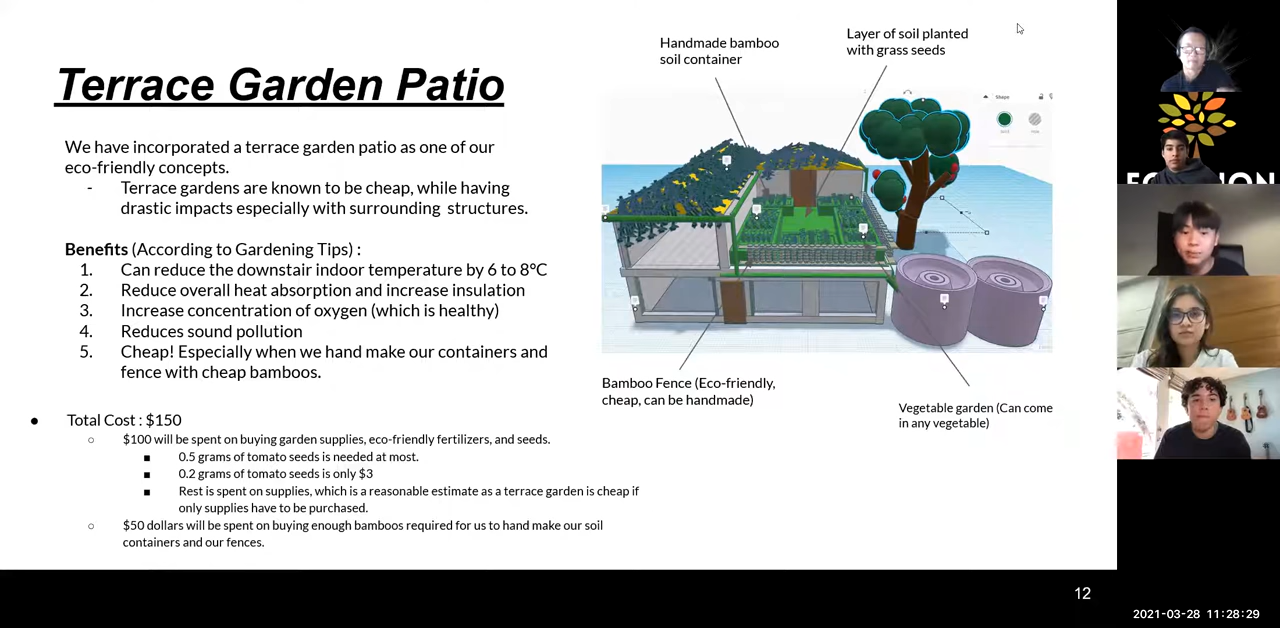 Terrace Garden Patio
We have incorporated a terrace garden patio as one of our
eco-friendly concepts.
- Terrace gardens are known to be cheap, while having
drastic impacts especially with surrounding structures.
Benefits (According to Gardening Tips) :
1. Can reduce the downstair indoor temperature by 6 to 8°C
2. Reduce overall heat absorption and increase insulation
3. Increase concentration of oxygen (which is healthy)
4. Reduces sound pollution
5. Cheap! Especially when we hand make our containers and
fence with cheap bamboos.
● Total Cost : $150
○ $100 will be spent on buying garden supplies, eco-friendly fertilizers, and seeds.
■ 0.5 grams of tomato seeds is needed at most.
■ 0.2 grams of tomato seeds is only $3
■ Rest is spent on supplies, which is a reasonable estimate as a terrace garden is cheap if
only supplies have to be purchased.
○ $50 dollars will be spent on buying enough bamboos required for us to hand make our soil
containers and our fences.
Handmade bamboo
soil container
Layer of soil planted
with grass seeds
Shape
Bamboo Fence (Eco-friendly,
cheap, can be handmade)
Vegetable garden (Can come
in any vegetable)
12
2021-03-28 11:28:29